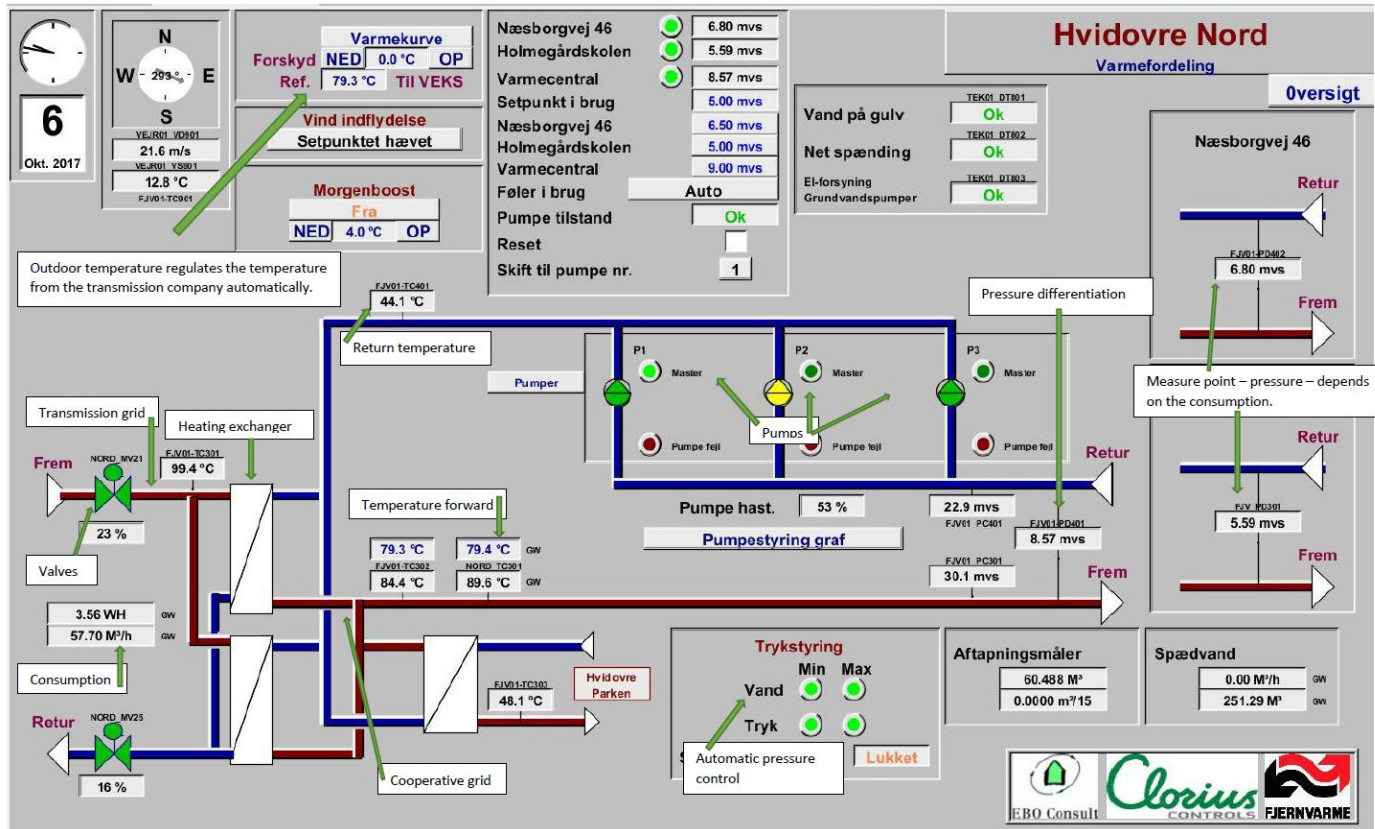 Hvidovre Nord
Varmefordeling
Oversigt
6
Okt. 2017
N
W
E
S
293°
VEJR01_VD901
21.6 m/s
VEJR01_VS901
12.8 °C
FJV01-TC901
Varmekurve
Forskyd NED 0.0 °C OP
Ref. 79.3 °C Til VEKS
Vind indflydelse
Setpunktet hævet
Morgenboost
Fra
NED 4.0 °C OP
Næsborgvej 46 6.80 mvs
Holmegårdskolen 5.59 mvs
Varmecentral 8.57 mvs
Setpunkt i brug 5.00 mvs
Næsborgvej 46 6.50 mvs
Holmegårdskolen 5.00 mvs
Varmecentral 9.00 mvs
Føler i brug Auto
Pumpe tilstand Ok
Reset
Skift til pumpe nr. 1
TEK01_DT801
Vand på gulv Ok
TEK01_DT802
Net spænding Ok
TEK01_DT803
El-forsyning
Grundvandspumper Ok
Næsborgvej 46
Retur
FJV01-PD402
6.80 mvs
Frem
Outdoor temperature regulates the temperature
from the transmission company automatically.
FJV01-TC401
44.1 °C
Return temperature
Pressure differentiation
Measure point – pressure – depends
on the consumption.
Pumper
P1
Master
P2
Master
P3
Master
Pumps
Pumpe fejl
Pumpe fejl
Retur
Retur
FJV_PD301
5.59 mvs
Frem
Transmission grid
Heating exchanger
Frem
NORD_MV21
FJV01-TC301
99.4 °C
23 %
Valves
Temperature forward
Pumpe hast. 53 %
Pumpestyring graf
22.9 mvs
FJV01_PC401
FJV01-PD401
8.57 mvs
FJV01_PC301
30.1 mvs
Frem
79.3 °C
79.4 °C GW
FJV01-TC302
NORD_TC301
84.4 °C
89.6 °C GW
3.56 WH GW
57.70 M³/h GW
Consumption
Retur
NORD_MV25
16 %
FJV01-TC303
48.1 °C
Hvidovre
Parken
Cooperative grid
Trykstyring
Min Max
Vand
Tryk
S
Lukket
Automatic pressure
control
Aftapningsmåler
60.488 M³
0.0000 m³/15
Spædvand
0.00 M³/h GW
251.29 M³ GW
EBO Consult
Clorius
CONTROLS
FJERNVARME